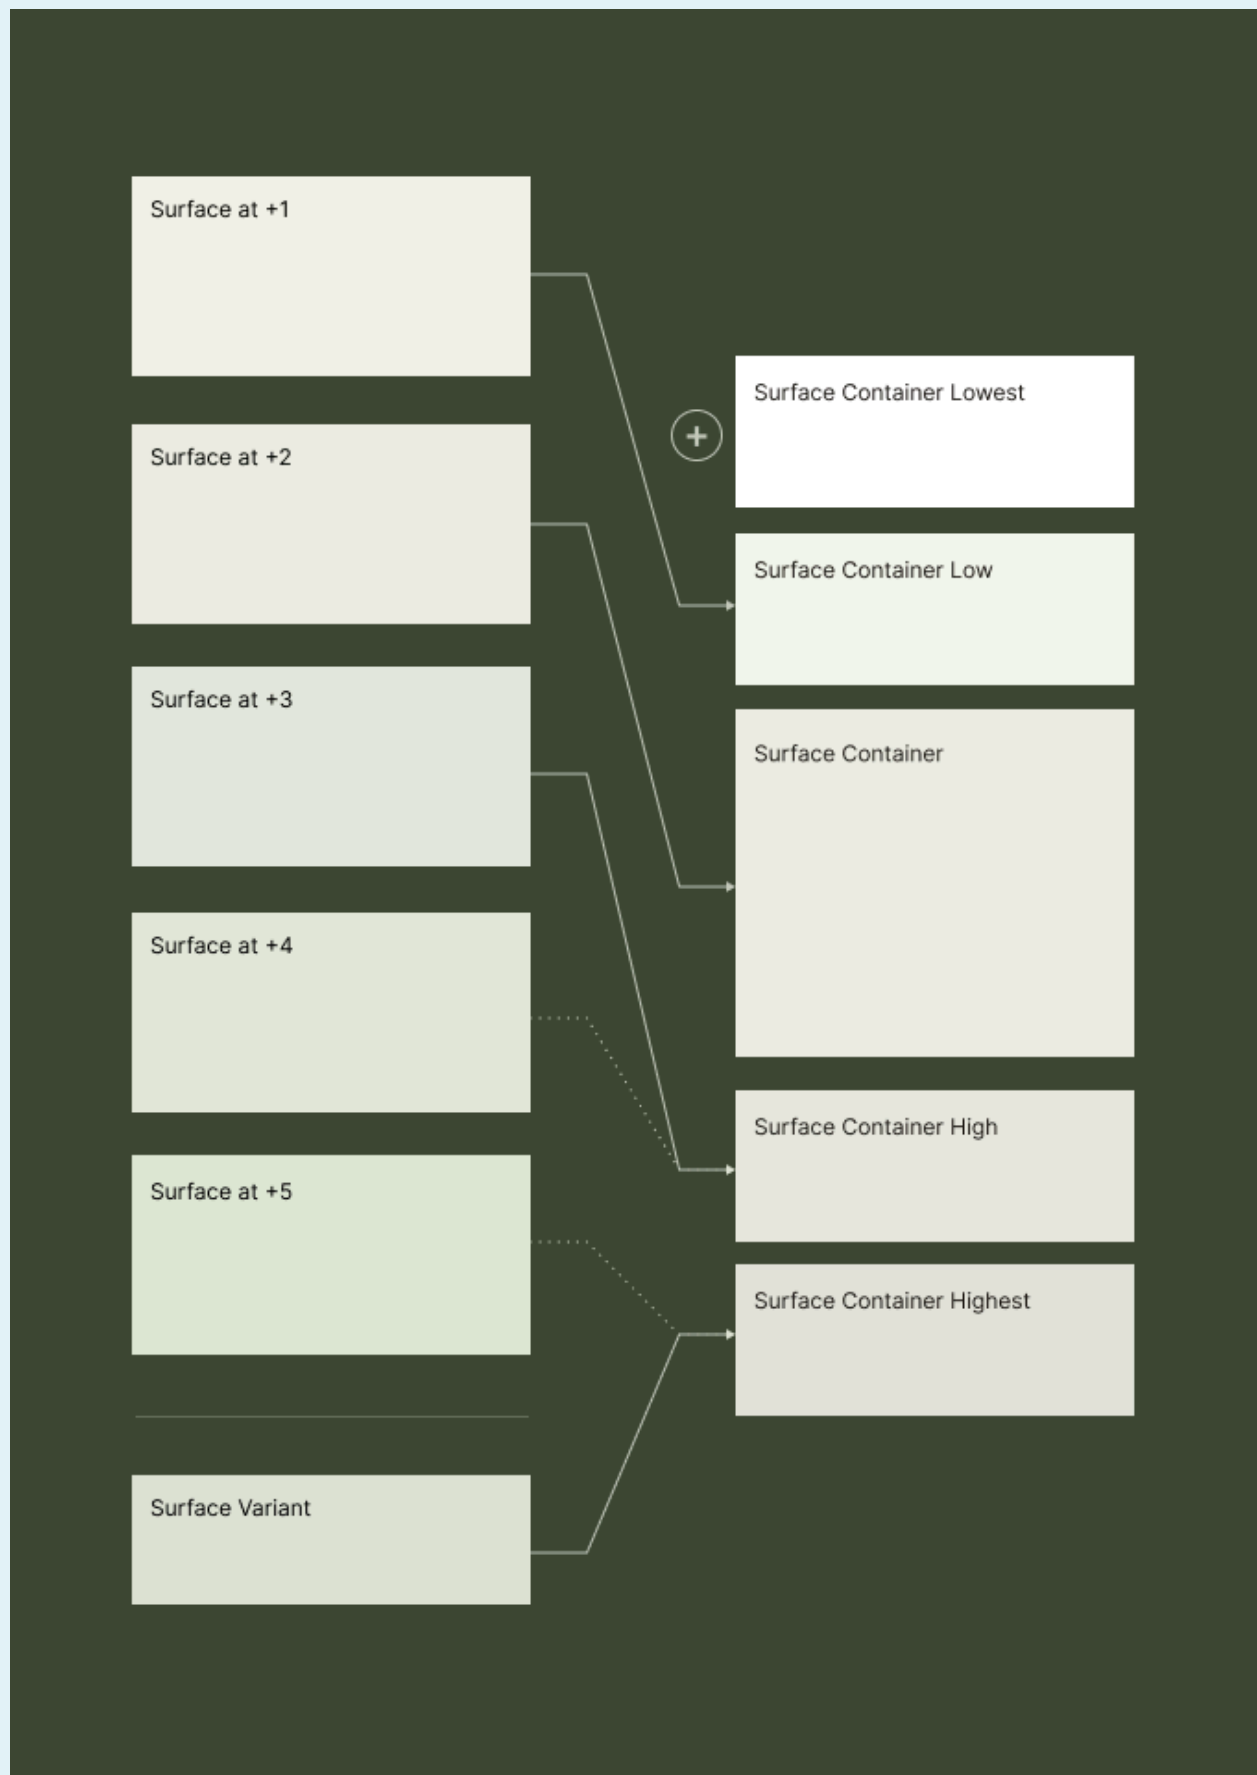 Surface at +1
Surface at +2
Surface at +3
Surface at +4
Surface at +5
Surface Variant
Surface Container Lowest
Surface Container Low
Surface Container
Surface Container High
Surface Container Highest